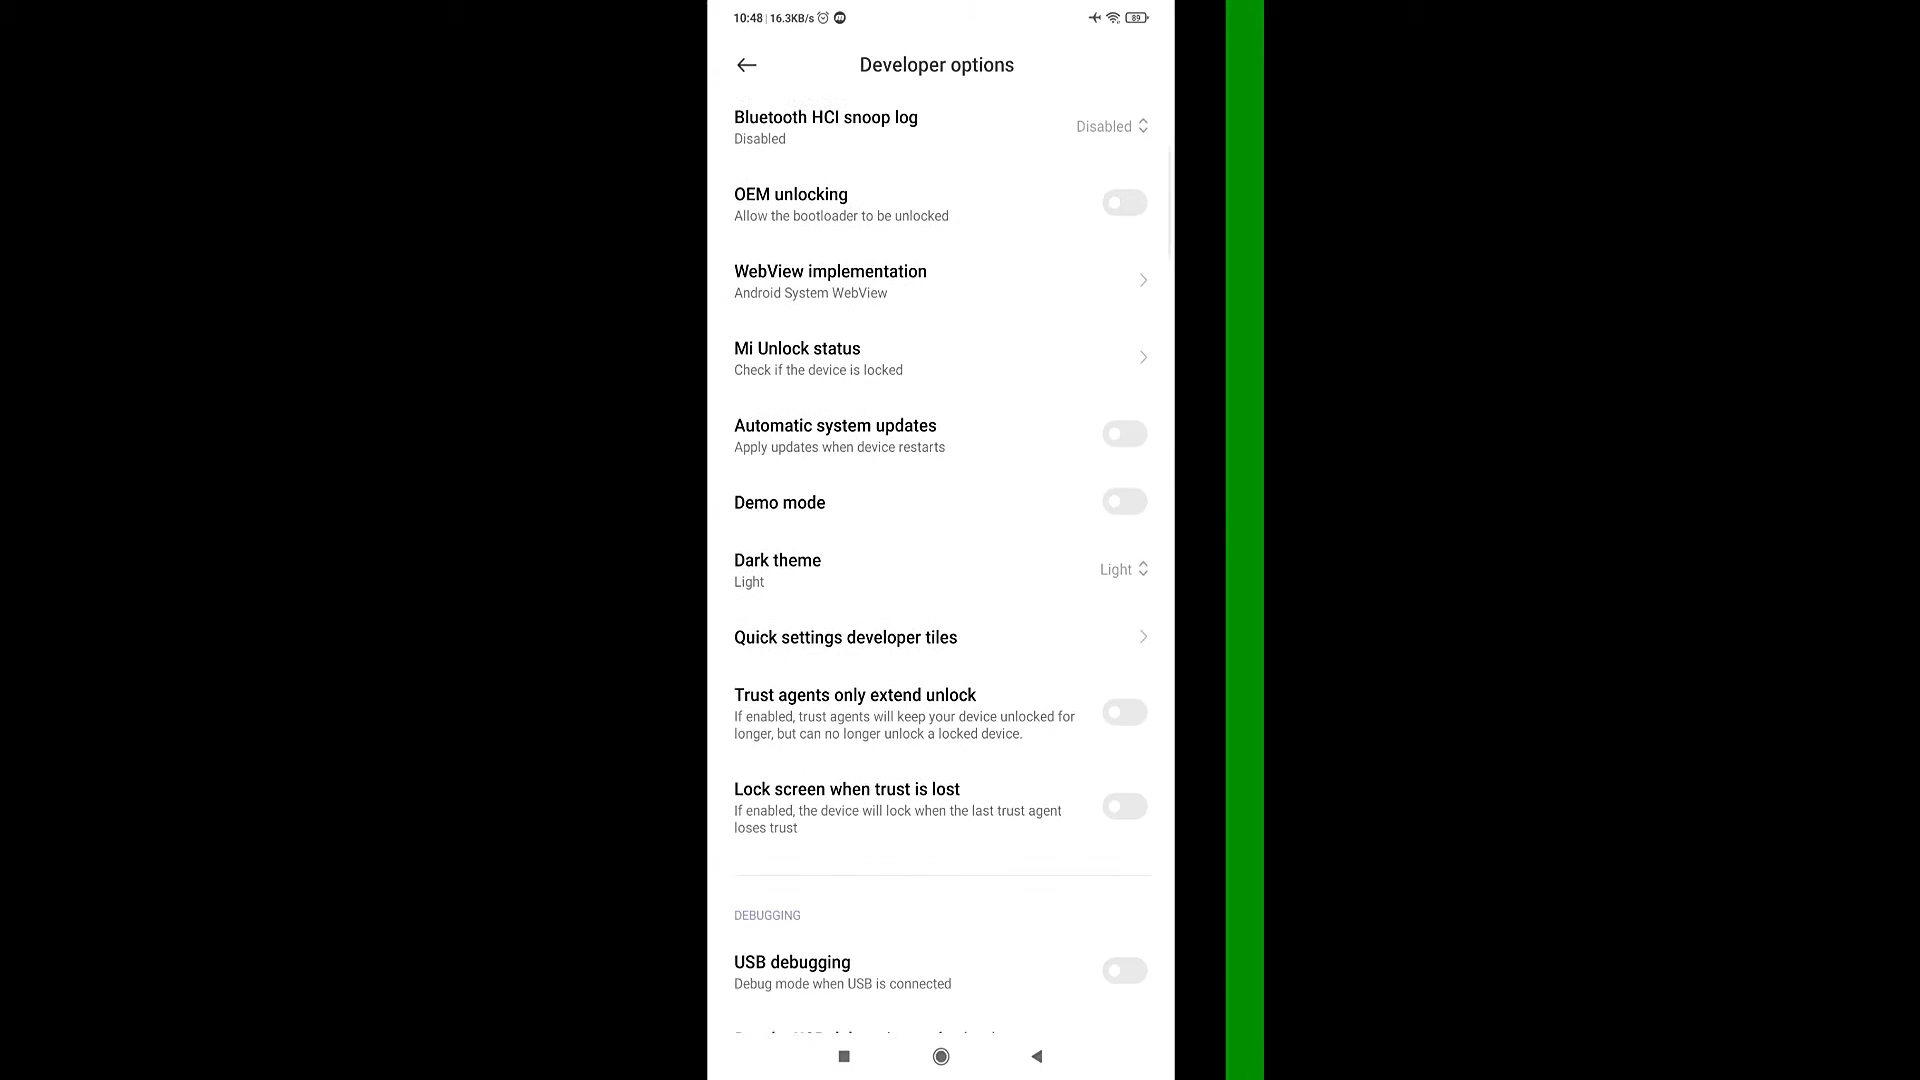 10:48 | 16.3KB/s
89
Developer options
Bluetooth HCI snoop log
Disabled
Disabled
OEM unlocking
Allow the bootloader to be unlocked
WebView implementation
Android System WebView
Mi Unlock status
Check if the device is locked
Automatic system updates
Apply updates when device restarts
Demo mode
Dark theme
Light
Light
Quick settings developer tiles
Trust agents only extend unlock
If enabled, trust agents will keep your device unlocked for
longer, but can no longer unlock a locked device.
Lock screen when trust is lost
If enabled, the device will lock when the last trust agent
loses trust
DEBUGGING
USB debugging
Debug mode when USB is connected